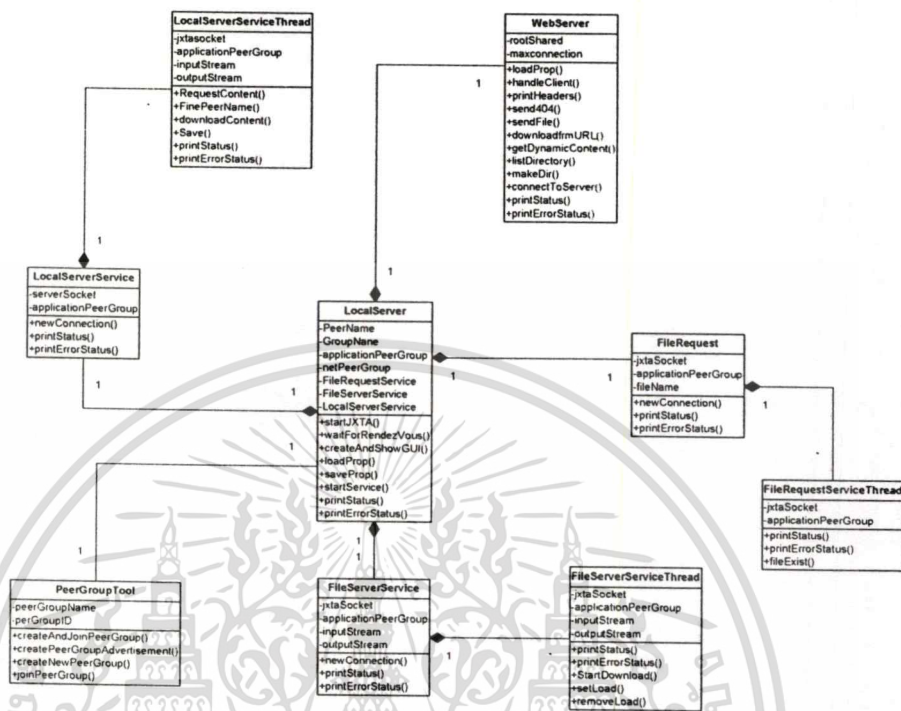 LocalServerServiceThread
-jxtasocket
-applicationPeerGroup
-inputStream
-outputStream
+RequestContent()
+FinePeerName()
+downloadContent()
+Save()
+printStatus()
+printErrorStatus()
WebServer
-rootShared
-maxconnection
+loadProp()
+handleClient()
+printHeaders()
+send404()
+sendFile()
+downloadfrmURL()
+getDynamicContent()
+listDirectory()
+makeDir()
+connectToServer()
+printStatus()
+printErrorStatus()
1
1
1
LocalServerService
-serverSocket
-applicationPeerGroup
+newConnection()
+printStatus()
+printErrorStatus()
1
1
LocalServer
-PeerName
-GroupNane
-applicationPeerGroup
-netPeerGroup
-FileRequestService
-FileServerService
-LocalServerService
+startJXTA()
+waitForRendezVous()
+createAndShowGUI()
+loadProp()
+saveProp()
+startService()
+printStatus()
+printErrorStatus()
1
1
FileRequest
-jxtaSocket
-applicationPeerGroup
-fileName
+newConnection()
+printStatus()
+printErrorStatus()
1
FileRequestServiceThread
-jxtaSocket
-applicationPeerGroup
+printStatus()
+printErrorStatus()
+fileExist()
1
1
1
1
PeerGroupTool
-peerGroupName
-perGroupID
+createAndJoinPeerGroup()
+createPeerGroupAdvertisement()
+createNewPeerGroup()
+joinPeerGroup()
FileServerService
-jxtaSocket
-applicationPeerGroup
-inputStream
-outputStream
+newConnection()
+printStatus()
+printErrorStatus()
1
FileServerServiceThread
-jxtaSocket
-applicationPeerGroup
-inputStream
-outputStream
+printStatus()
+printErrorStatus()
+StartDownload()
+setLoad()
+removeLoad()